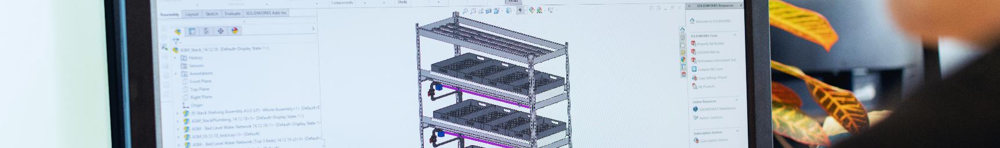 Components
Study
Mode
Assembly Layout Sketch Evaluate SOLIDWORKS Add-Ins
ASM_Stack_14.12.18 (Default<Display State-1>)
History
Sensors
Annotations
Front Plane
Top Plane
Right Plane
Origin
Stack Shelving Assembly A3.0 (LF)- Whole Assembly<1> (Default<D
ASM_StackPlumbing_14.12.18<5> (Default<Display State-1>
ASM - Bed Level Water Network 14.12.18<1> (Default<Display State-1>
ASM_05.12.18_bed.tray<5> (Default)
ASM - Bed Level Water Network (Top 3 Beds) 14.12.18 v2<5> (Default<
SOLIDWORKS Resources
Welcome to SOLIDWORKS
SOLIDWORKS Tools
Property Tab Builder
SOLIDWORKS Rx
Performance Benchmark Test
Compare My Score
Copy Settings Wizard
My Products
Online Resources
3DEXPERIENCE Marketplace
Partner Solutions
Subscription Services
Subscription Services